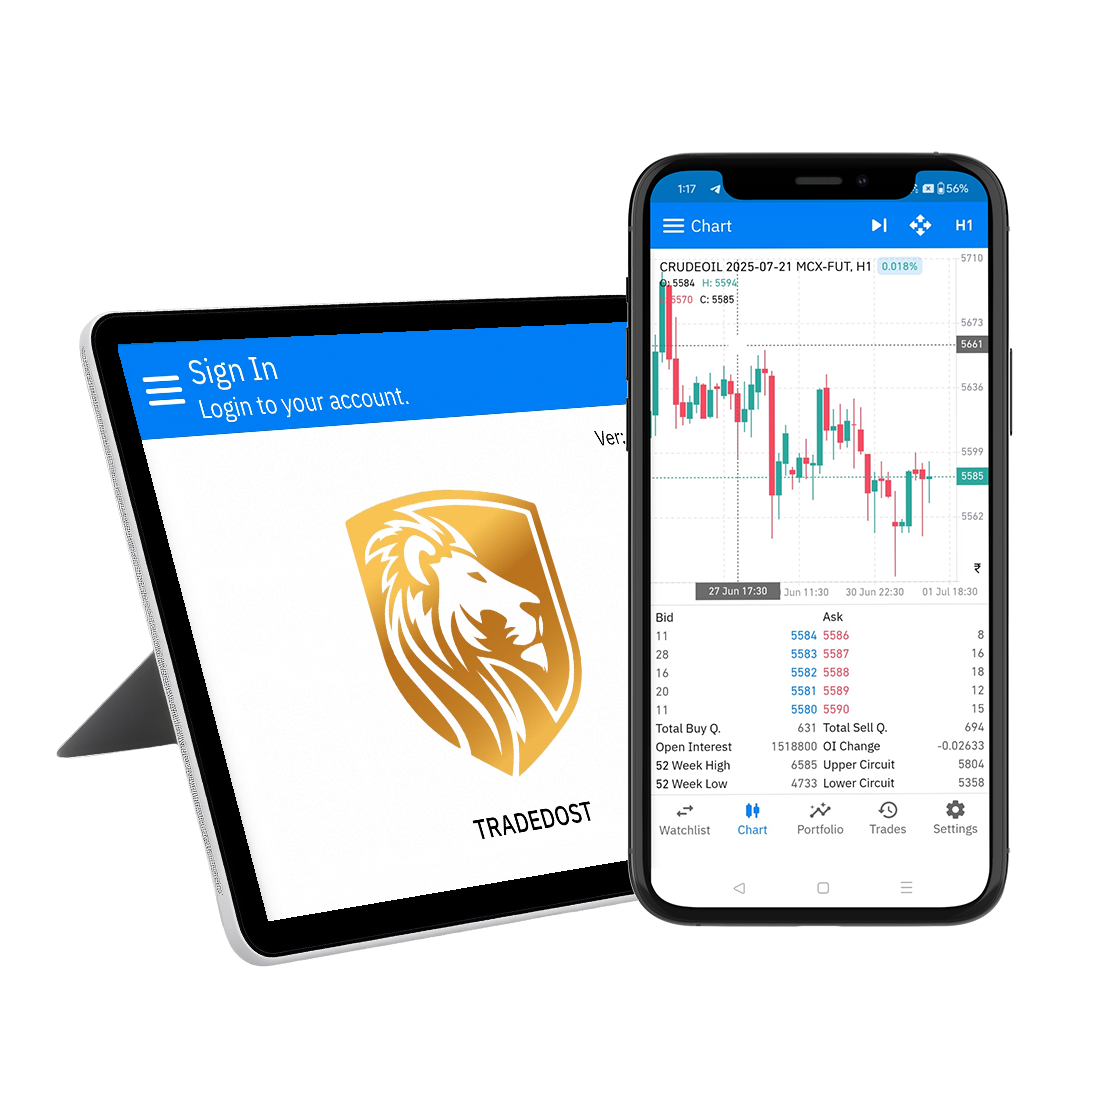 Sign In
Login to your account.
Ver:
TRADEDOST
1:17 56%
Chart H1
CRUDEOIL 2025-07-21 MCX-FUT, H1 0.018%
O: 5584 H: 5594
5570 C: 5585
5710
5673
5661
5636
5599
5585
5562
₹
27 Jun 17:30 Jun 11:30 30 Jun 22:30 01 Jul 18:30
Bid Ask
11 5584 5586 8
28 5583 5587 16
16 5582 5588 18
20 5581 5589 12
11 5580 5590 15
Total Buy Q. 631 Total Sell Q. 694
Open Interest 1518800 OI Change -0.02633
52 Week High 6585 Upper Circuit 5804
52 Week Low 4733 Lower Circuit 5358
Watchlist Chart Portfolio Trades Settings